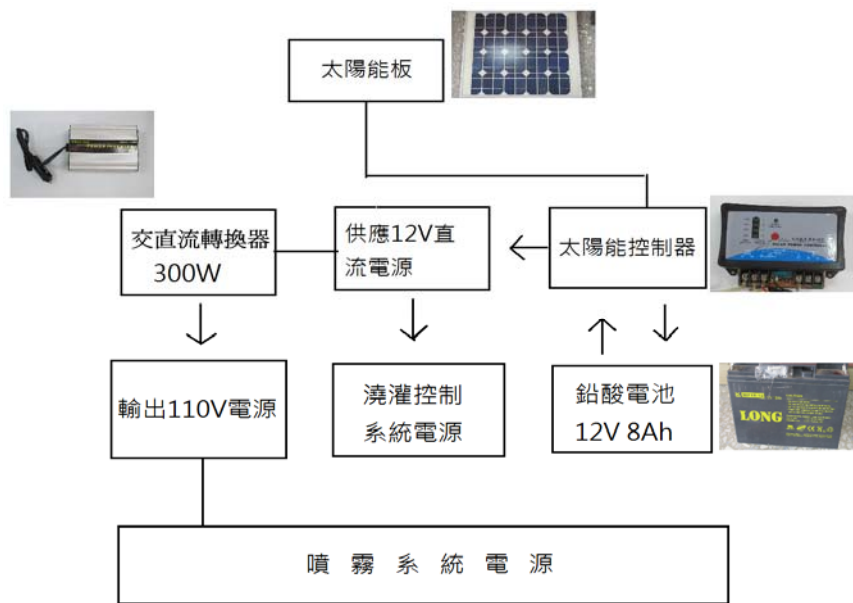 太陽能板
交直流轉換器
300W
供應12V直
流電源
太陽能控制器
輸出110V電源
澆灌控制
系統電源
鉛酸電池
12V 8Ah
LONG
噴霧系統電源